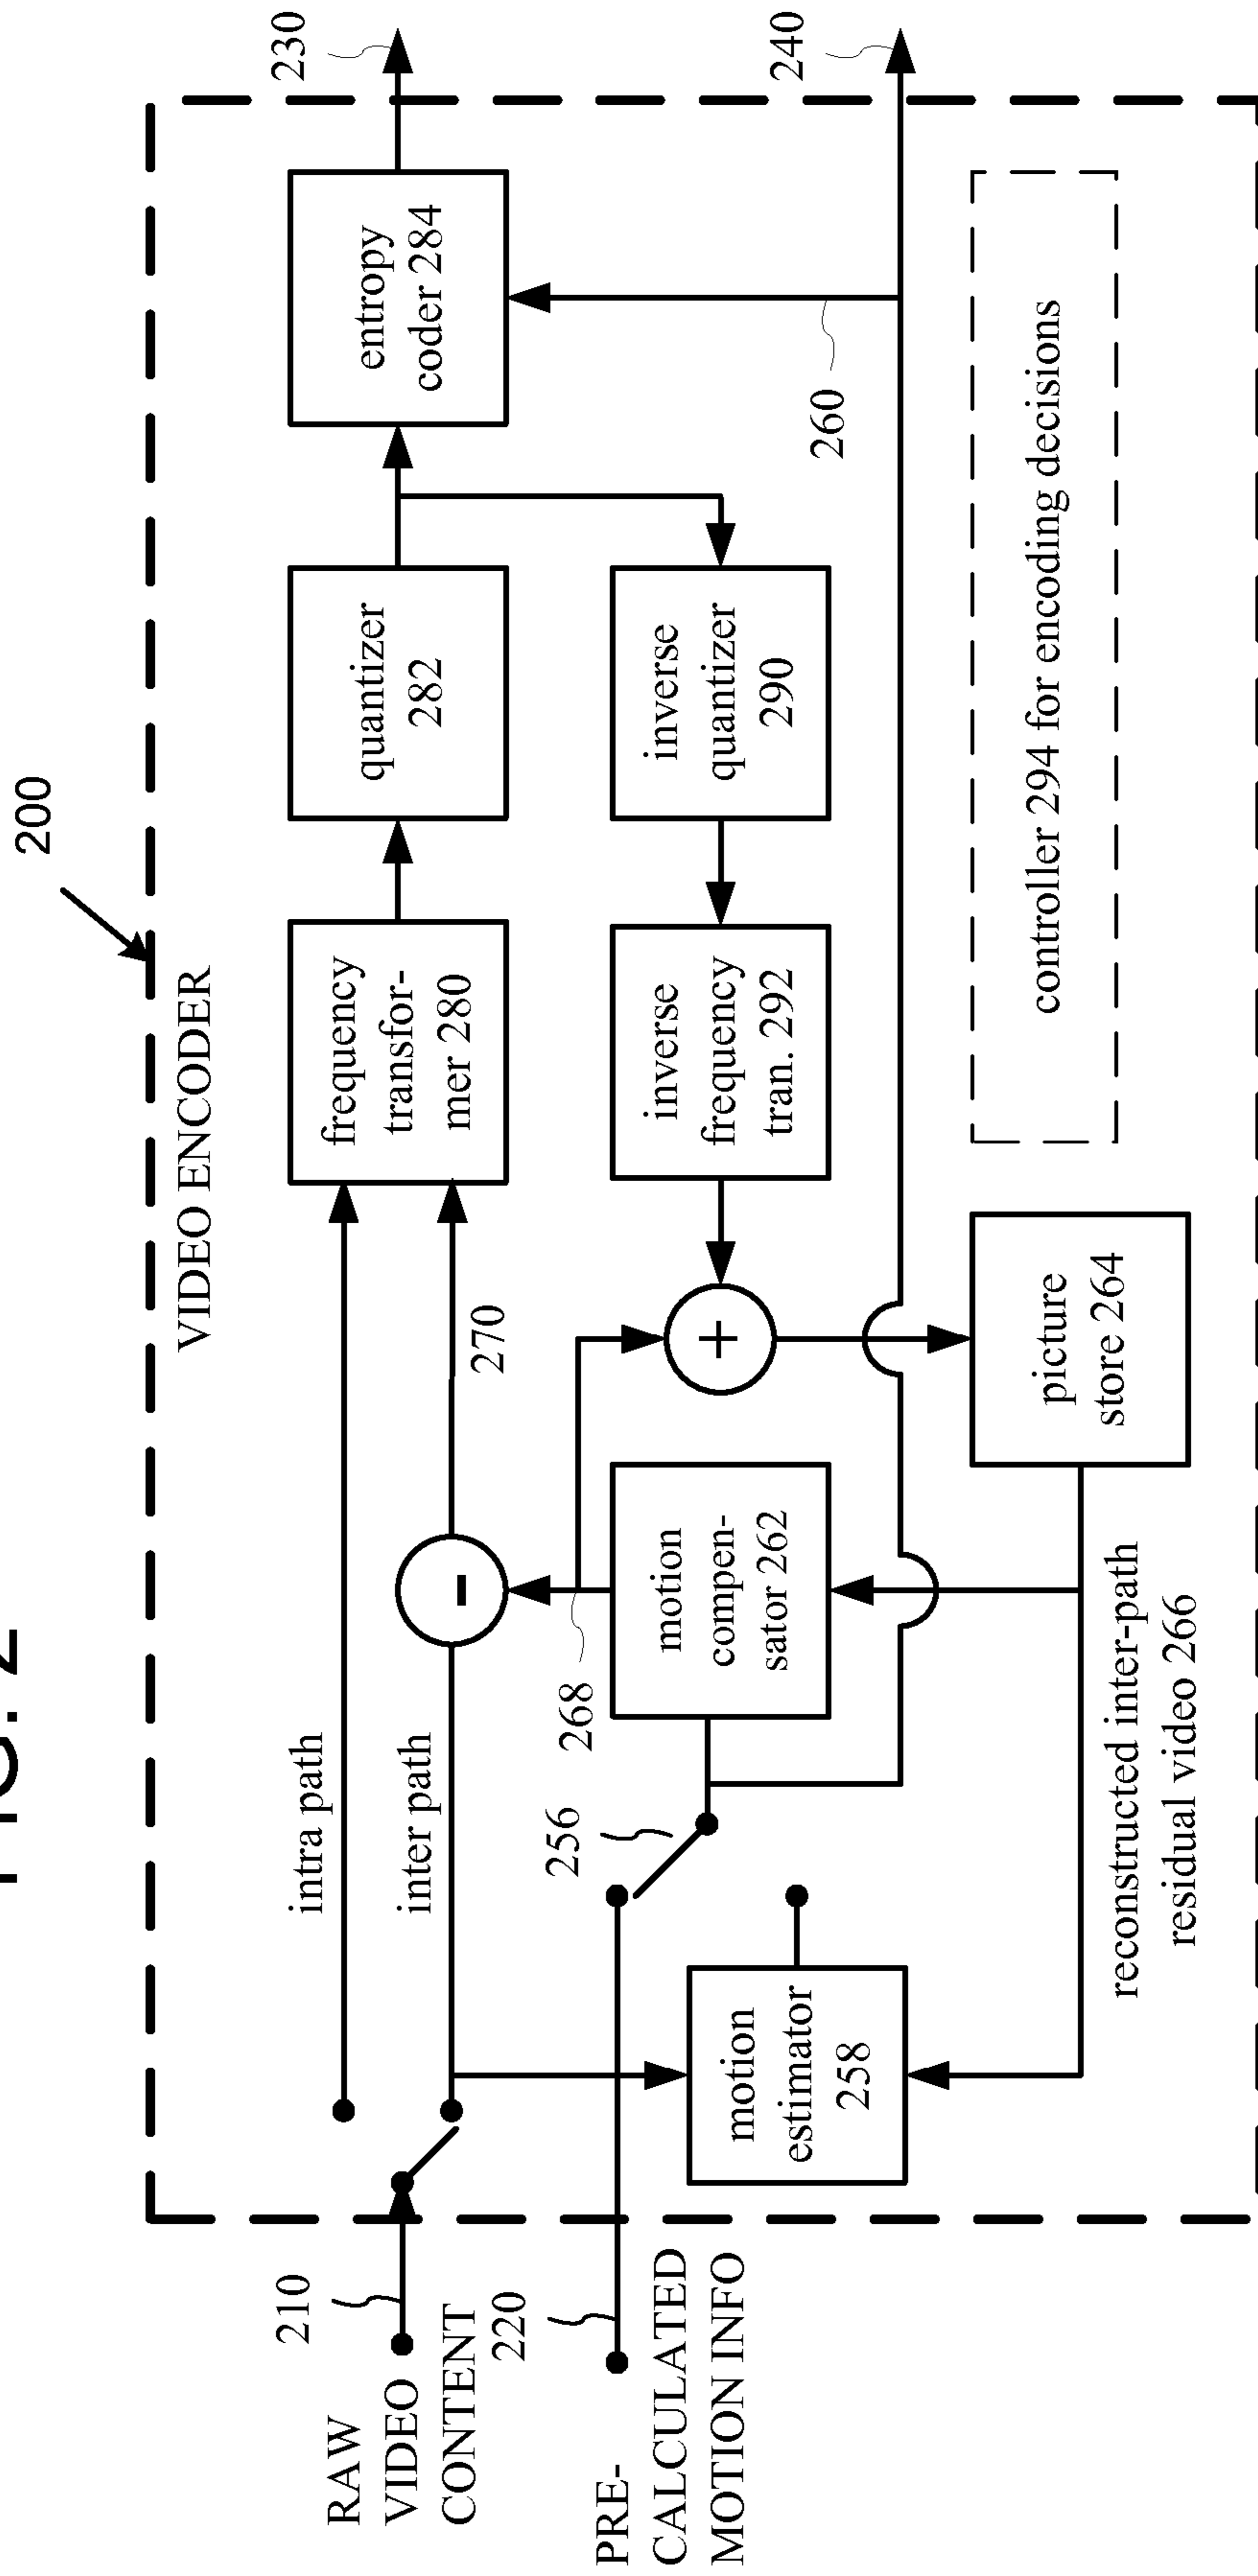 FIG. 2
200
VIDEO ENCODER
RAW
VIDEO
CONTENT
210
intra path
inter path
270
frequency
transfor-
mer 280
quantizer
282
entropy
coder 284
230
PRE-
CALCULATED
MOTION INFO
220
256
268
motion
estimator
258
motion
compen-
sator 262
+
-
inverse
frequency
tran. 292
inverse
quantizer
290
260
240
reconstructed inter-path
residual video 266
picture
store 264
controller 294 for encoding decisions